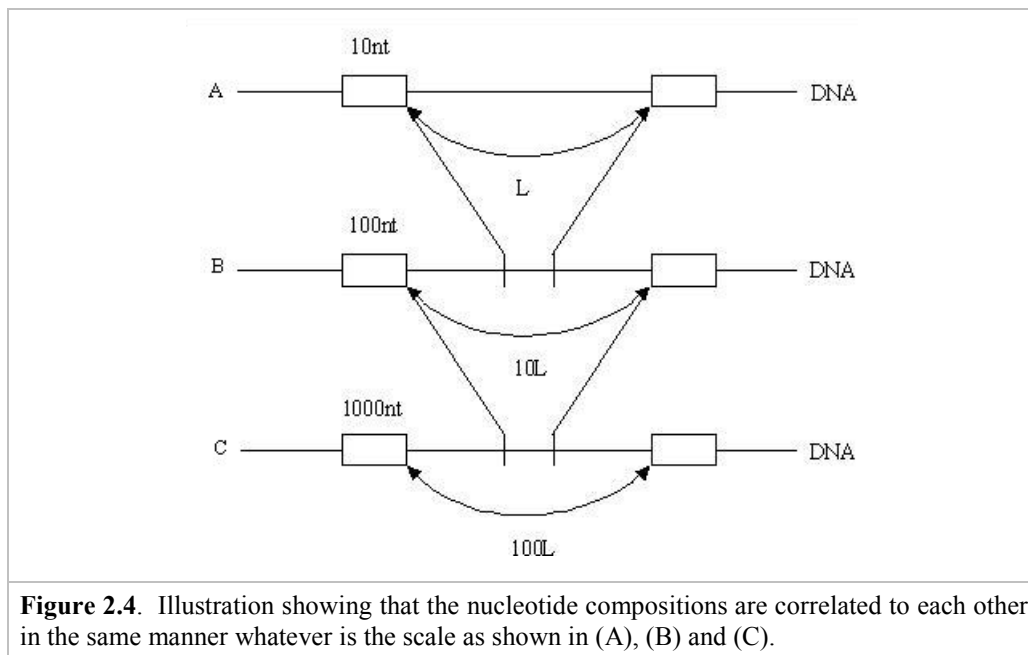 10nt
A DNA
L
100nt
B DNA
10L
1000nt
C DNA
100L
Figure 2.4. Illustration showing that the nucleotide compositions are correlated to each other
in the same manner whatever is the scale as shown in (A), (B) and (C).